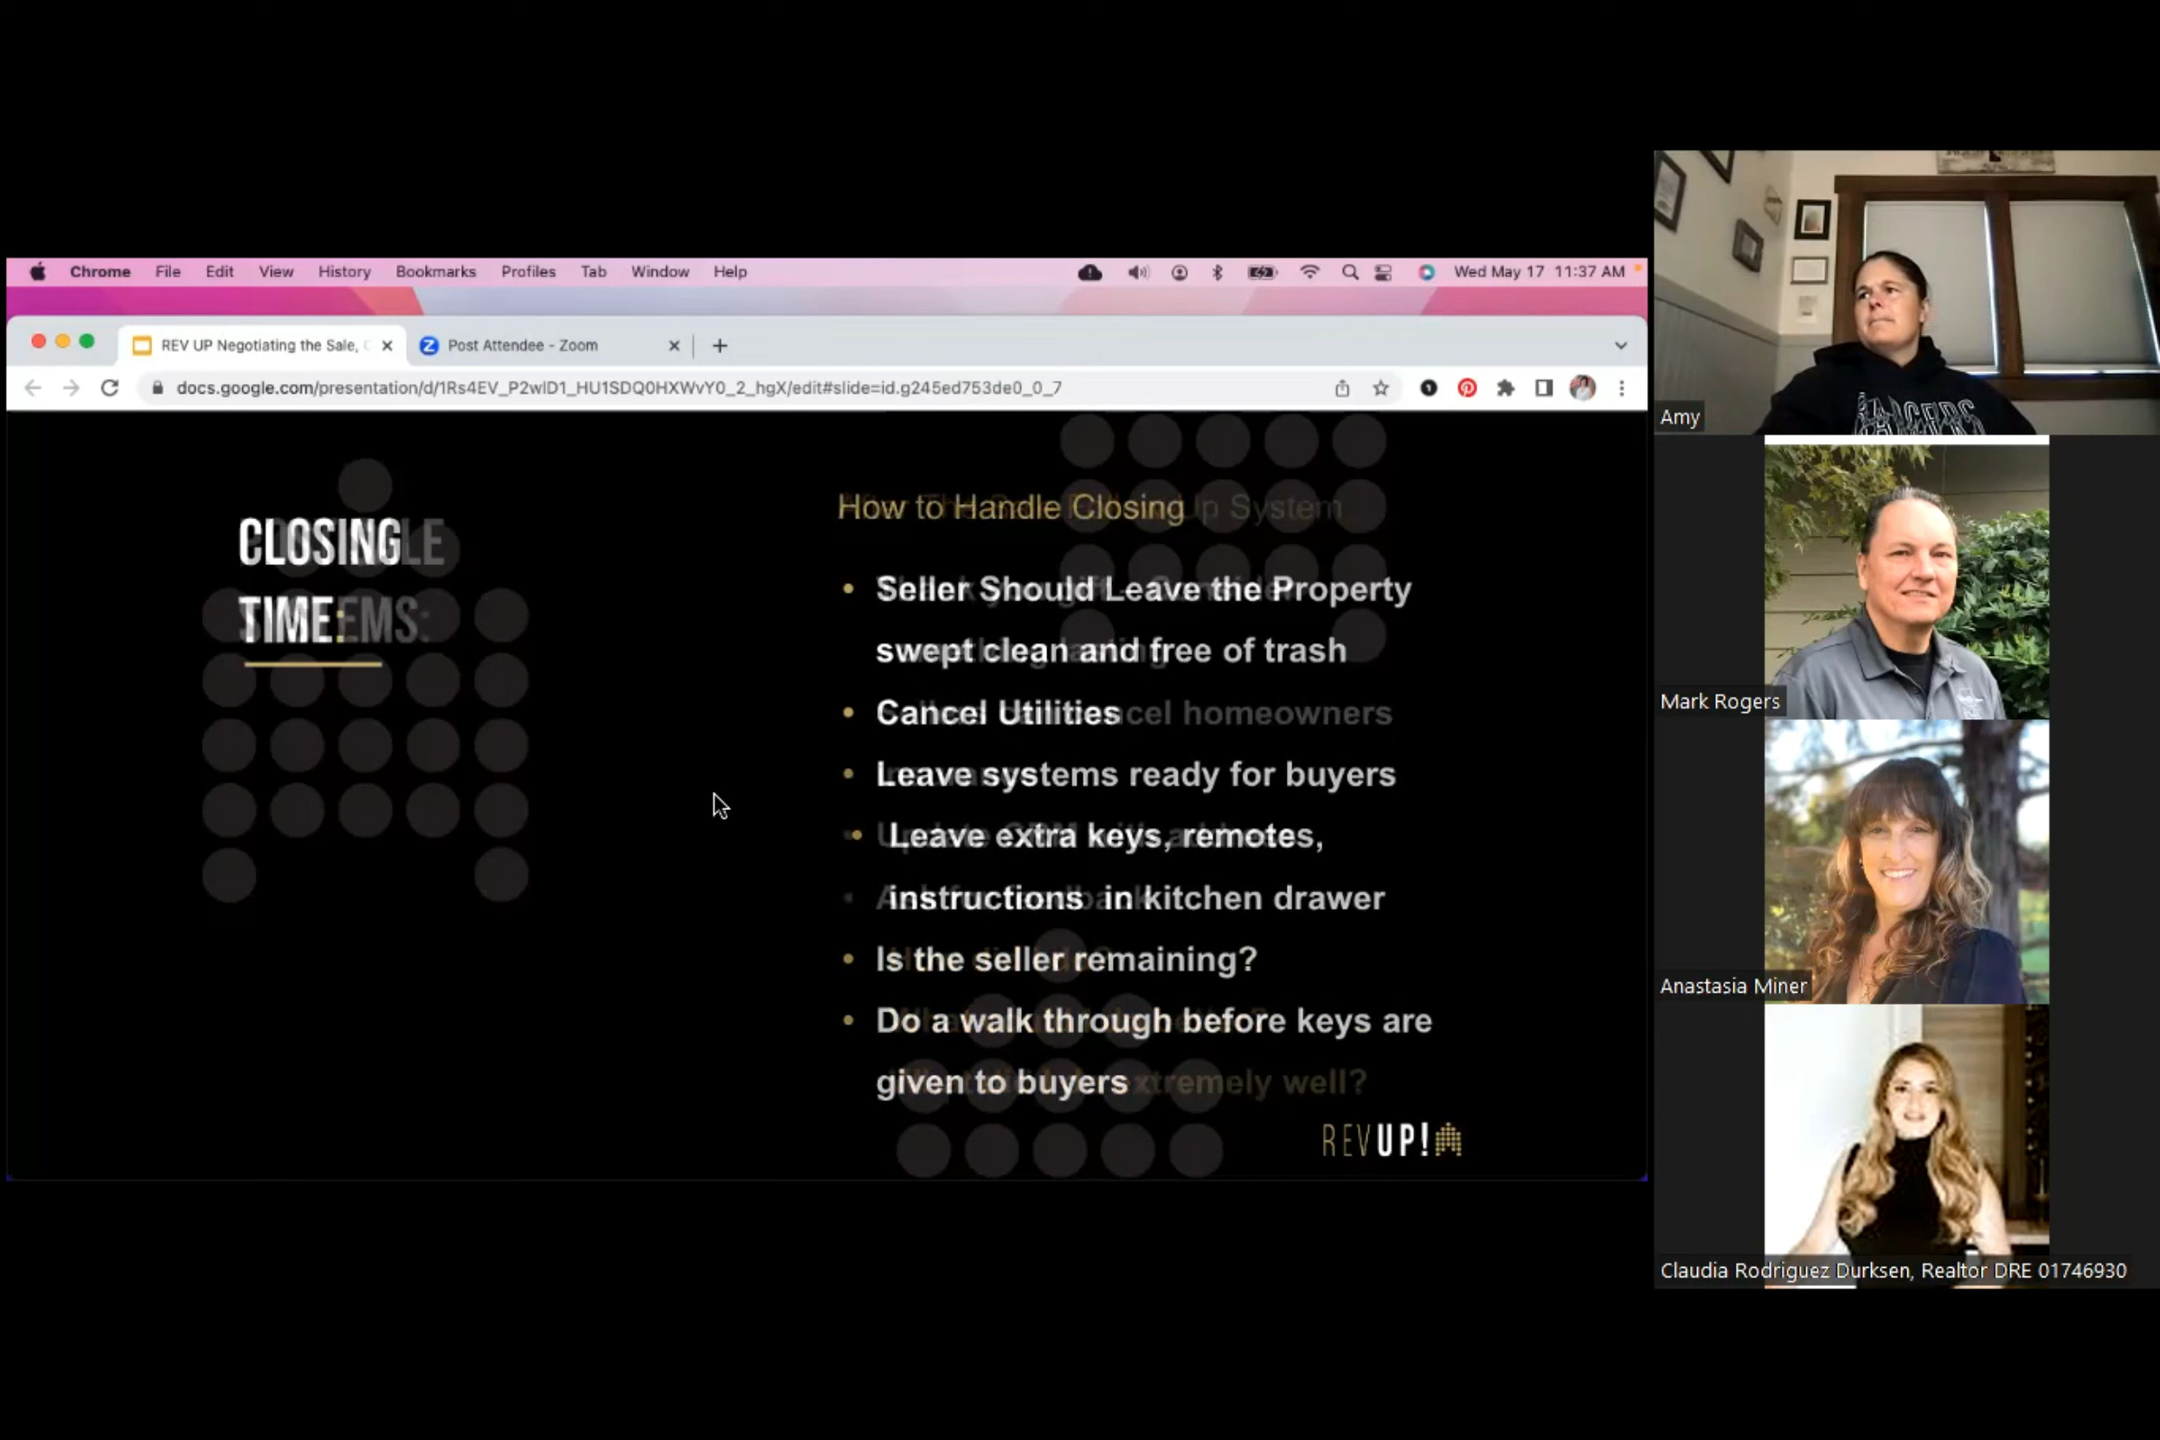 Chrome File Edit View History Bookmarks Profiles Tab Window Help Wed May 17 11:37 AM
REV UP Negotiating the Sale,
Post Attendee - Zoom
docs.google.com/presentation/d/1Rs4EV_P2wlD1_HU1SDQ0HXWvY0_2_hgX/edit#slide=id.g245ed753de0_0_7
CLOSING
TIME:
How to Handle Closing
• Seller Should Leave the Property
swept clean and free of trash
• Cancel Utilities
• Leave systems ready for buyers
• Leave extra keys, remotes,
instructions in kitchen drawer
• Is the seller remaining?
• Do a walk through before keys are
given to buyers
REVUP!
Amy
Mark Rogers
Anastasia Miner
Claudia Rodriguez Durksen, Realtor DRE 01746930